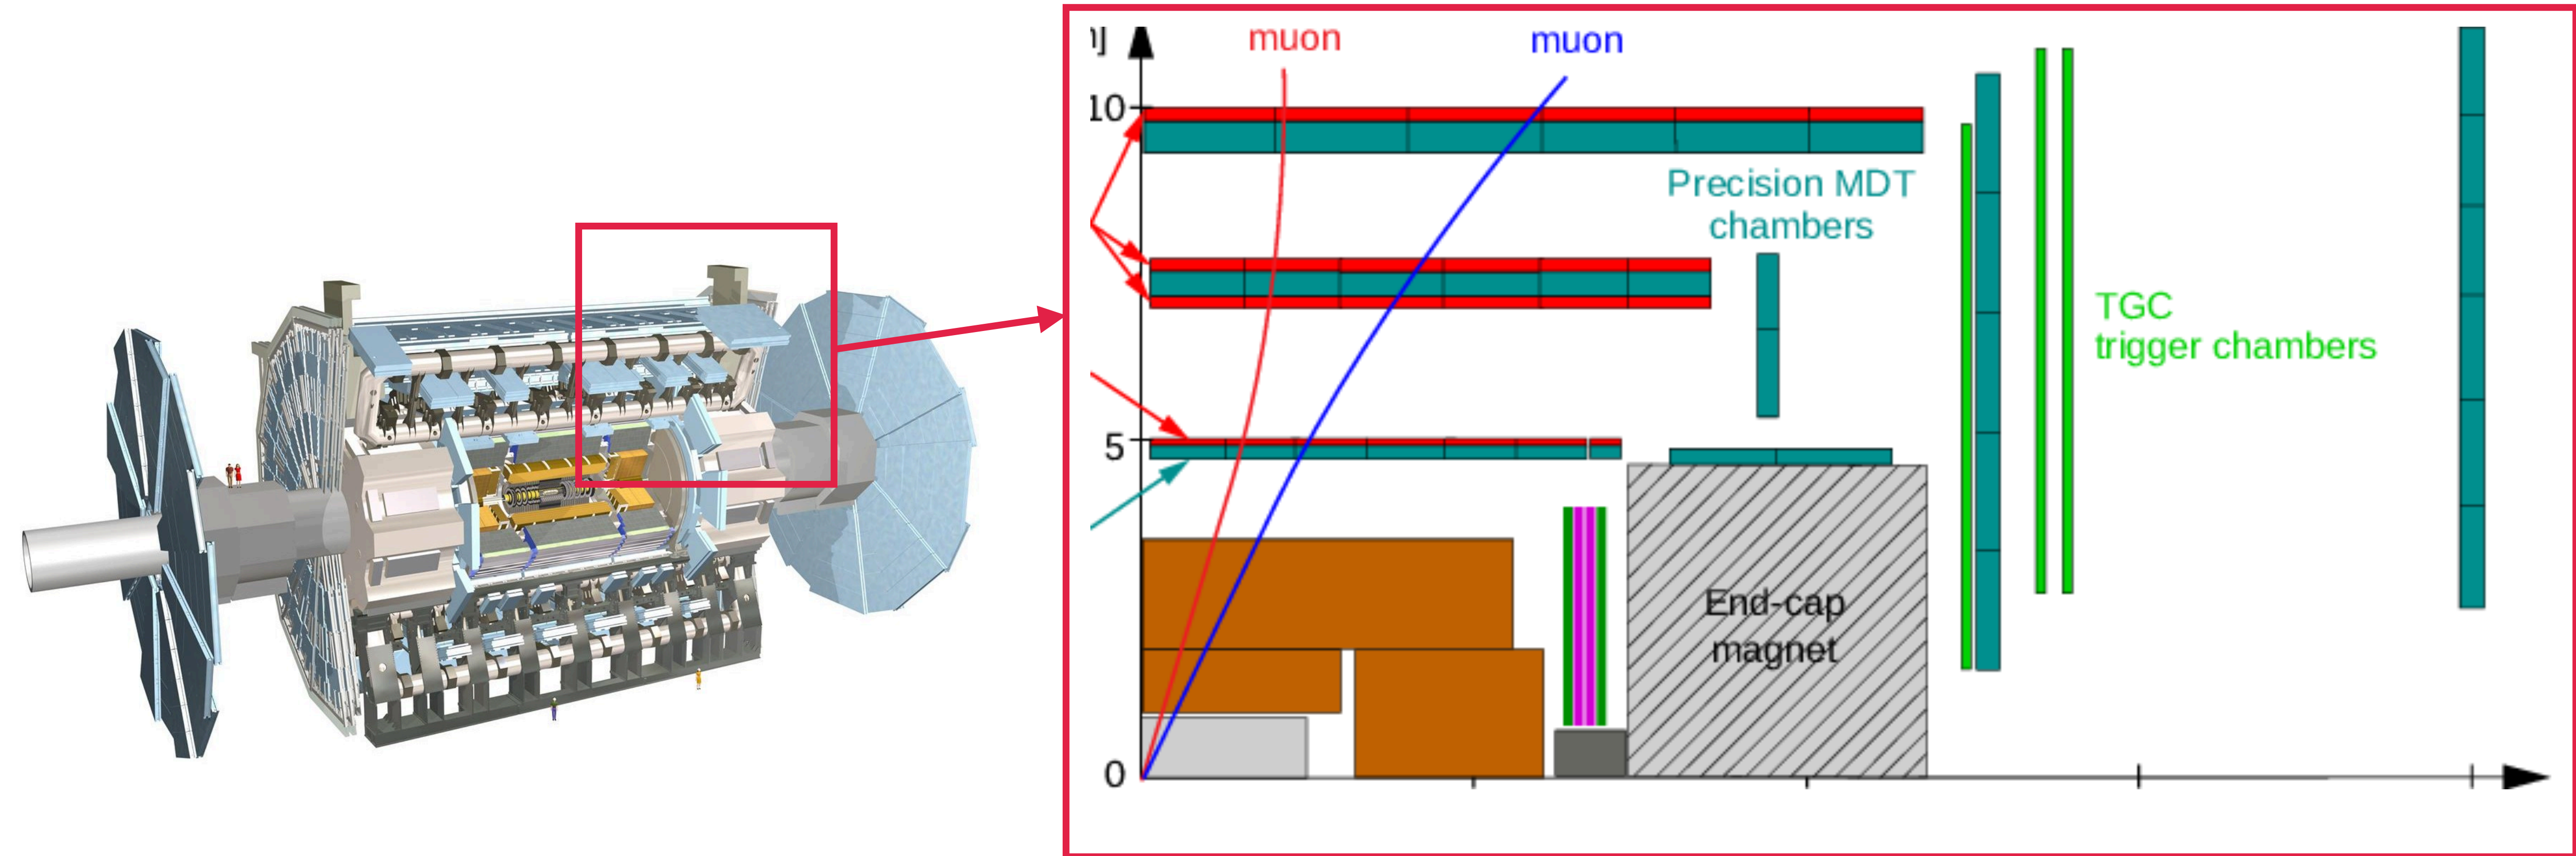 muon
muon
10
Precision MDT
chambers
TGC
trigger chambers
5
End-cap
magnet
0